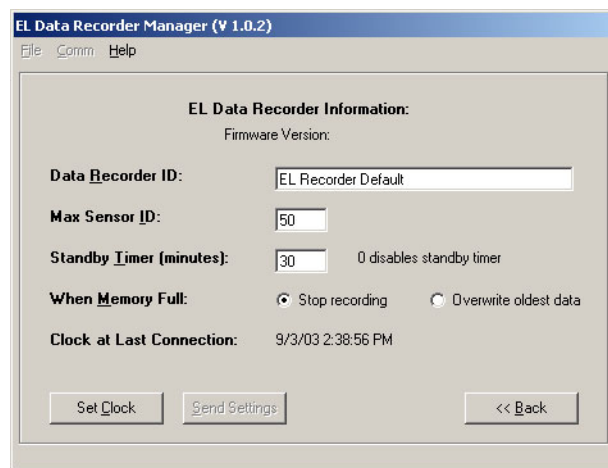 EL Data Recorder Manager (V 1.0.2)
File Comm Help
EL Data Recorder Information:
Firmware Version:
Data Recorder ID: EL Recorder Default
Max Sensor ID: 50
Standby Timer (minutes): 30 0 disables standby timer
When Memory Full: Stop recording Overwrite oldest data
Clock at Last Connection: 9/3/03 2:38:56 PM
Set Clock Send Settings << Back